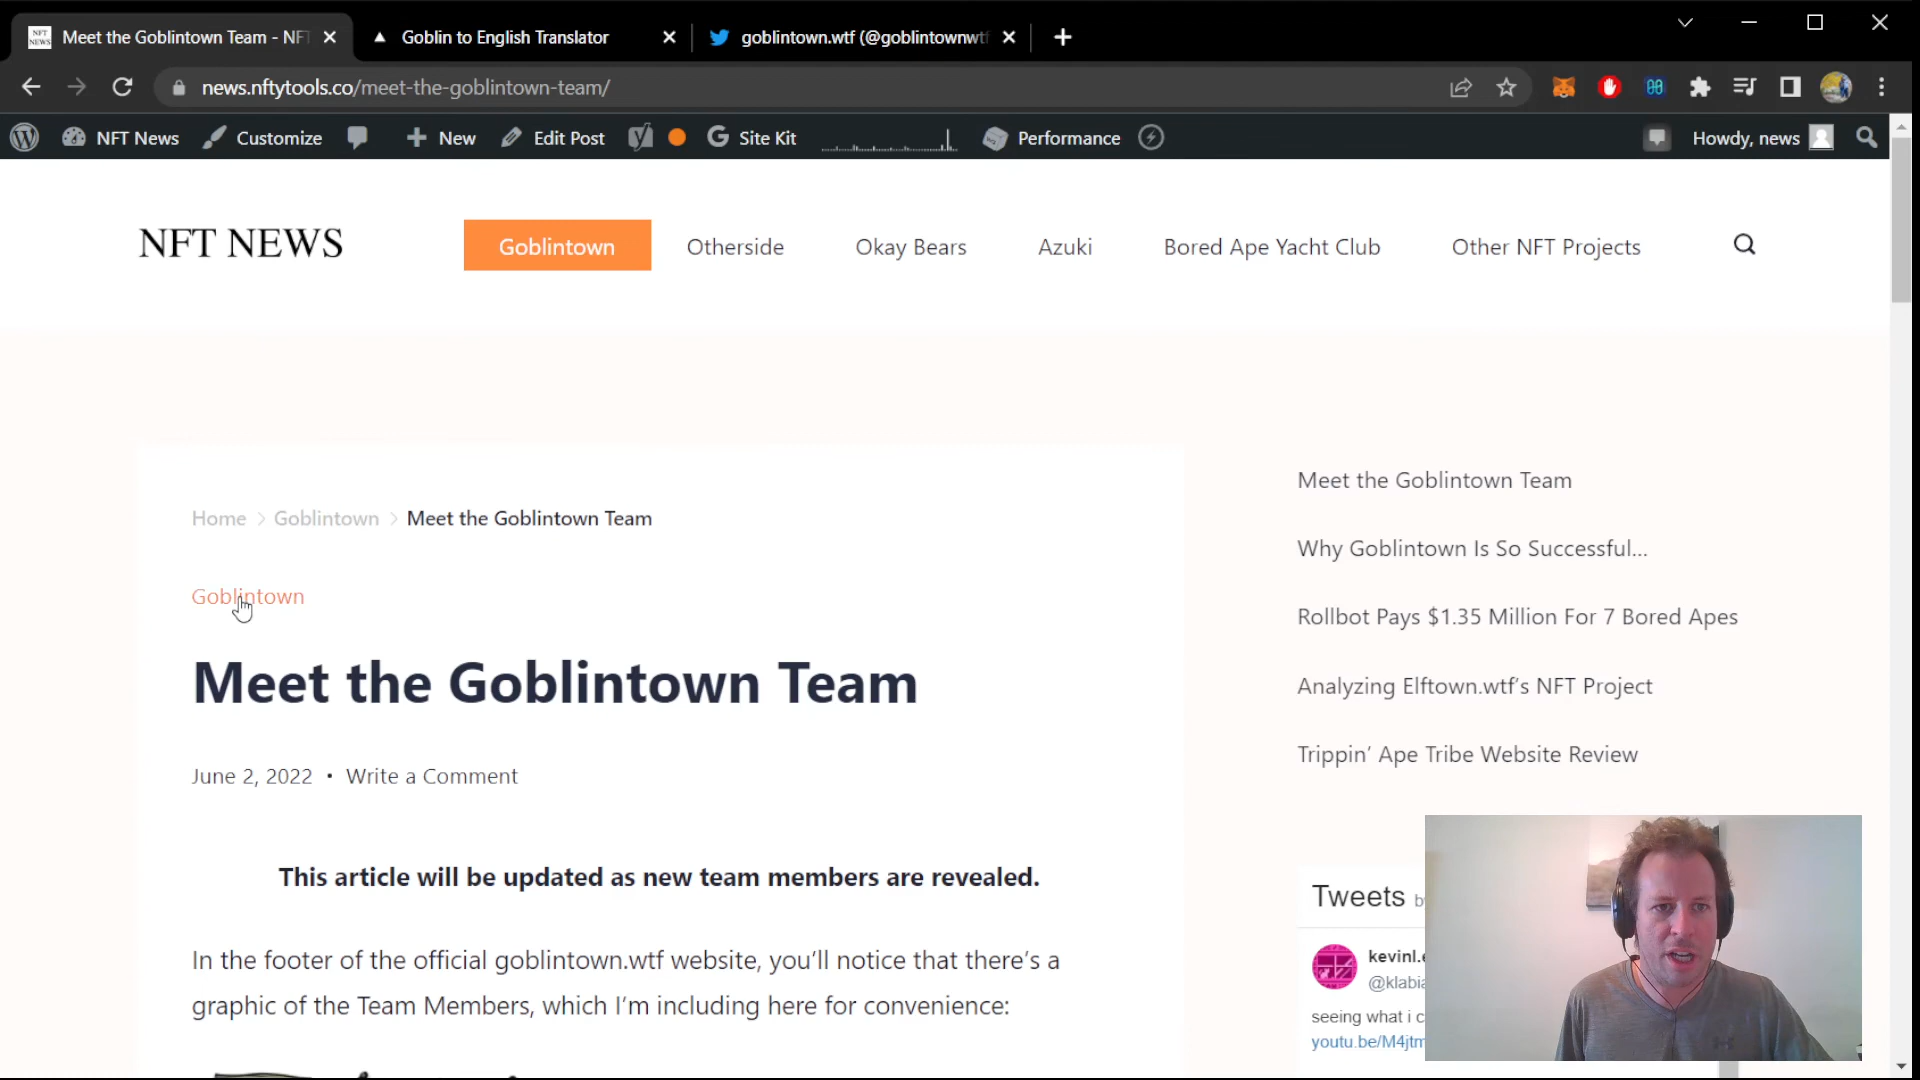 Meet the Goblintown Team - NFT
Goblin to English Translator
goblintown.wtf (@goblintownwtf
news.nftytools.co/meet-the-goblintown-team/
NFT News
Customize
New
Edit Post
Site Kit
Performance
Howdy, news
NFT NEWS
Goblintown
Otherside
Okay Bears
Azuki
Bored Ape Yacht Club
Other NFT Projects
Home > Goblintown > Meet the Goblintown Team
Goblintown
Meet the Goblintown Team
June 2, 2022 • Write a Comment
This article will be updated as new team members are revealed.
In the footer of the official goblintown.wtf website, you'll notice that there's a
graphic of the Team Members, which I'm including here for convenience:
Meet the Goblintown Team
Why Goblintown Is So Successful...
Rollbot Pays $1.35 Million For 7 Bored Apes
Analyzing Elftown.wtf's NFT Project
Trippin' Ape Tribe Website Review
Tweets
kevinl.e
@klabia
seeing what i c
youtu.be/M4jtm